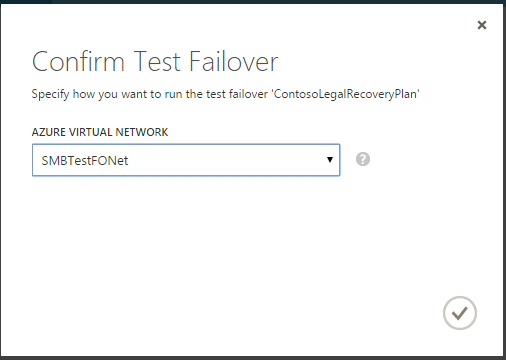 Confirm Test Failover
Specify how you want to run the test failover 'ContosoLegalRecoveryPlan'
AZURE VIRTUAL NETWORK
SMBTestFONet
?